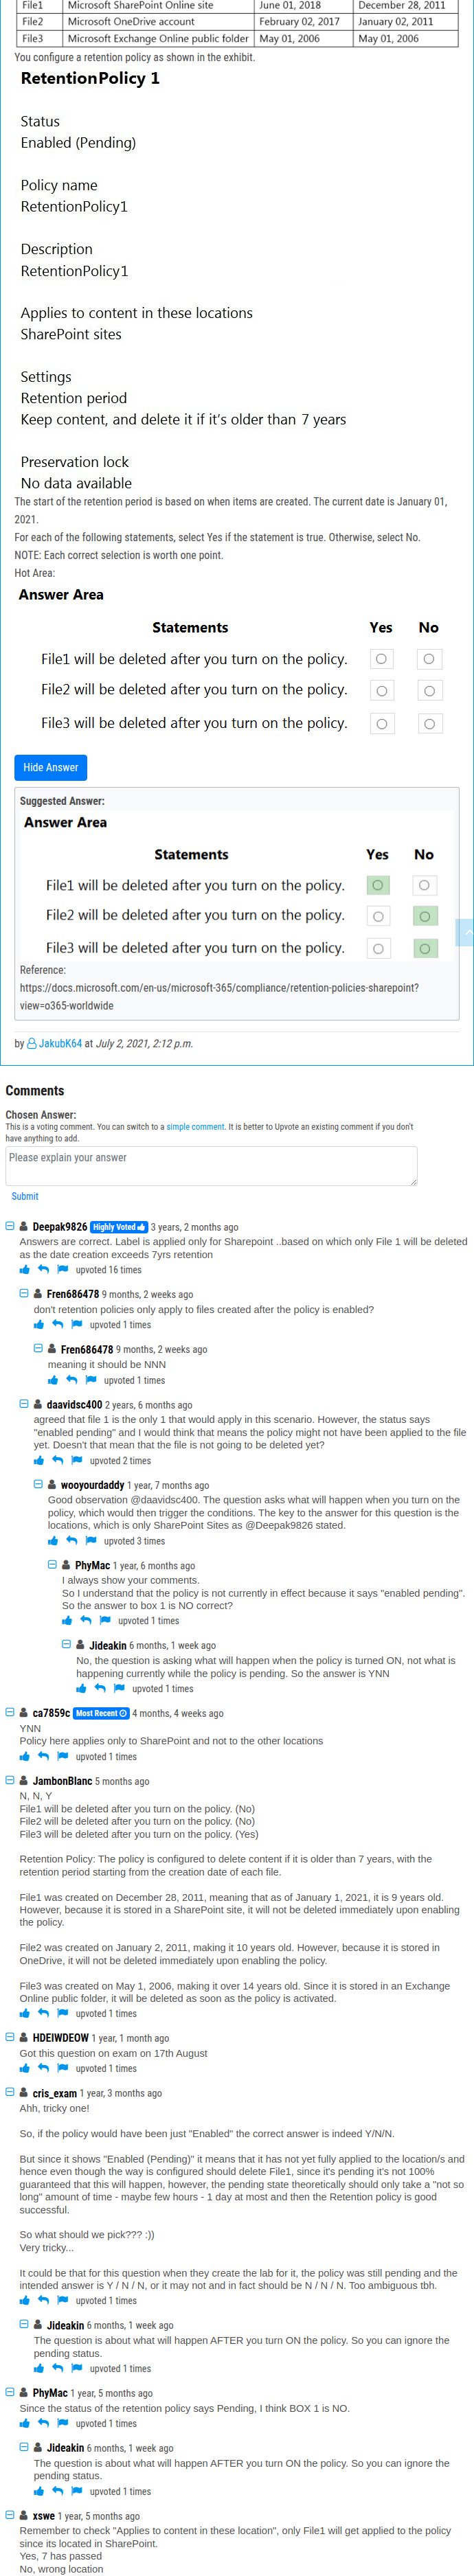 File1 Microsoft SharePoint Online site June 01, 2018 December 28, 2011
File2 Microsoft OneDrive account February 02, 2017 January 02, 2011
File3 Microsoft Exchange Online public folder May 01, 2006 May 01, 2006
You configure a retention policy as shown in the exhibit.
RetentionPolicy 1
Status
Enabled (Pending)
Policy name
RetentionPolicy1
Description
RetentionPolicy1
Applies to content in these locations
SharePoint sites
Settings
Retention period
Keep content, and delete it if it's older than 7 years
Preservation lock
No data available
The start of the retention period is based on when items are created. The current date is January 01,
2021.
For each of the following statements, select Yes if the statement is true. Otherwise, select No.
NOTE: Each correct selection is worth one point.
Hot Area:
Answer Area
Statements Yes No
File1 will be deleted after you turn on the policy.
File2 will be deleted after you turn on the policy.
File3 will be deleted after you turn on the policy.
Hide Answer
Suggested Answer:
Answer Area
Statements Yes No
File1 will be deleted after you turn on the policy.
File2 will be deleted after you turn on the policy.
File3 will be deleted after you turn on the policy.
Reference:
https://docs.microsoft.com/en-us/microsoft-365/compliance/retention-policies-sharepoint?
view=o365-worldwide
by JakubK64 at July 2, 2021, 2:12 p.m.
Comments
Chosen Answer:
This is a voting comment. You can switch to a simple comment. It is better to Upvote an existing comment if you don't
have anything to add.
Please explain your answer
Submit
Deepak9826 Highly Voted 3 years, 2 months ago
Answers are correct. Label is applied only for Sharepoint ..based on which only File 1 will be deleted
as the date creation exceeds 7yrs retention
upvoted 16 times
Fren686478 9 months, 2 weeks ago
don't retention policies only apply to files created after the policy is enabled?
upvoted 1 times
Fren686478 9 months, 2 weeks ago
meaning it should be NNN
upvoted 1 times
daavidsc400 2 years, 6 months ago
agreed that file 1 is the only 1 that would apply in this scenario. However, the status says
"enabled pending" and I would think that means the policy might not have been applied to the file
yet. Doesn't that mean that the file is not going to be deleted yet?
upvoted 2 times
wooyourdaddy 1 year, 7 months ago
Good observation @daavidsc400. The question asks what will happen when you turn on the
policy, which would then trigger the conditions. The key to the answer for this question is the
locations, which is only SharePoint Sites as @Deepak9826 stated.
upvoted 3 times
PhyMac 1 year, 6 months ago
I always show your comments.
So I understand that the policy is not currently in effect because it says "enabled pending".
So the answer to box 1 is NO correct?
upvoted 1 times
Jideakin 6 months, 1 week ago
No, the question is asking what will happen when the policy is turned ON, not what is
happening currently while the policy is pending. So the answer is YNN
upvoted 1 times
ca7859c Most Recent 4 months, 4 weeks ago
YNN
Policy here applies only to SharePoint and not to the other locations
upvoted 1 times
JambonBlanc 5 months ago
N, N, Y
File1 will be deleted after you turn on the policy. (No)
File2 will be deleted after you turn on the policy. (No)
File3 will be deleted after you turn on the policy. (Yes)
Retention Policy: The policy is configured to delete content if it is older than 7 years, with the
retention period starting from the creation date of each file.
File1 was created on December 28, 2011, meaning that as of January 1, 2021, it is 9 years old.
However, because it is stored in a SharePoint site, it will not be deleted immediately upon enabling
the policy.
File2 was created on January 2, 2011, making it 10 years old. However, because it is stored in
OneDrive, it will not be deleted immediately upon enabling the policy.
File3 was created on May 1, 2006, making it over 14 years old. Since it is stored in an Exchange
Online public folder, it will be deleted as soon as the policy is activated.
upvoted 1 times
HDEIWDEOW 1 year, 1 month ago
Got this question on exam on 17th August
upvoted 1 times
cris_exam 1 year, 3 months ago
Ahh, tricky one!
So, if the policy would have been just "Enabled" the correct answer is indeed Y/N/N.
But since it shows "Enabled (Pending)" it means that it has not yet fully applied to the location/s and
hence even though the way is configured should delete File1, since it's pending it's not 100%
guaranteed that this will happen, however, the pending state theoretically should only take a "not so
long" amount of time - maybe few hours - 1 day at most and then the Retention policy is good
successful.
So what should we pick??? :))
Very tricky...
It could be that for this question when they create the lab for it, the policy was still pending and the
intended answer is Y / N / N, or it may not and in fact should be N / N / N. Too ambiguous tbh.
upvoted 1 times
Jideakin 6 months, 1 week ago
The question is about what will happen AFTER you turn ON the policy. So you can ignore the
pending status.
upvoted 1 times
PhyMac 1 year, 5 months ago
Since the status of the retention policy says Pending, I think BOX 1 is NO.
upvoted 1 times
Jideakin 6 months, 1 week ago
The question is about what will happen AFTER you turn ON the policy. So you can ignore the
pending status.
upvoted 1 times
xswe 1 year, 5 months ago
Remember to check "Applies to content in these location", only File1 will get applied to the policy
since its located in SharePoint.
Yes, 7 has passed
No, wrong location